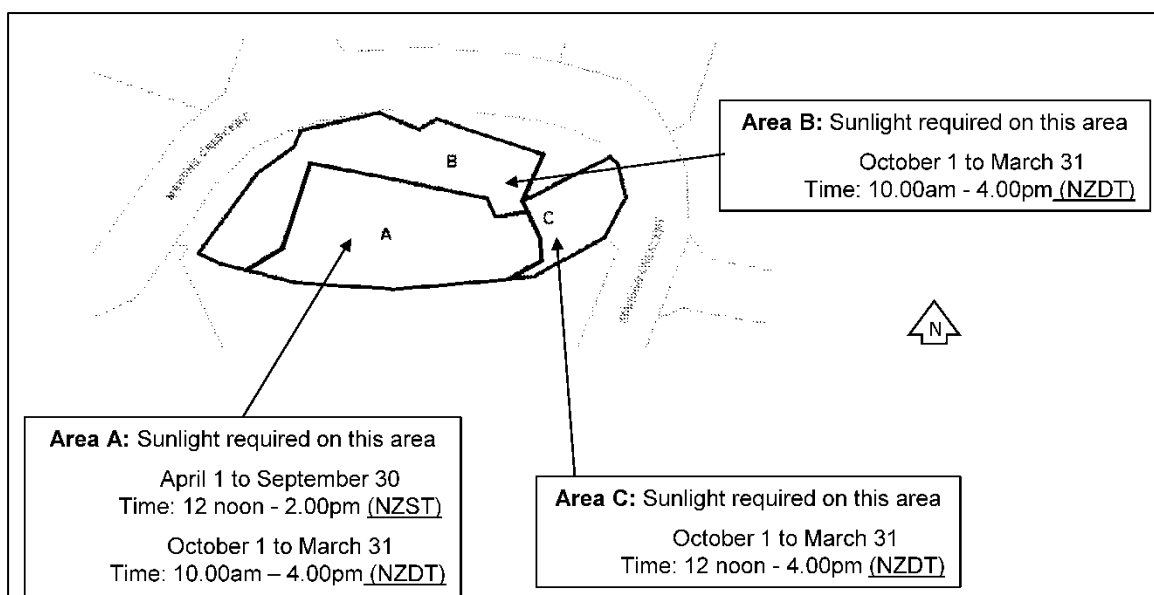 MERIDING CRESCENT
B
Area B: Sunlight required on this area
October 1 to March 31
Time: 10.00am - 4.00pm (NZDT)
C
A
N
Area A: Sunlight required on this area
April 1 to September 30
Time: 12 noon - 2.00pm (NZST)
October 1 to March 31
Time: 10.00am – 4.00pm (NZDT)
Area C: Sunlight required on this area
October 1 to March 31
Time: 12 noon - 4.00pm (NZDT)